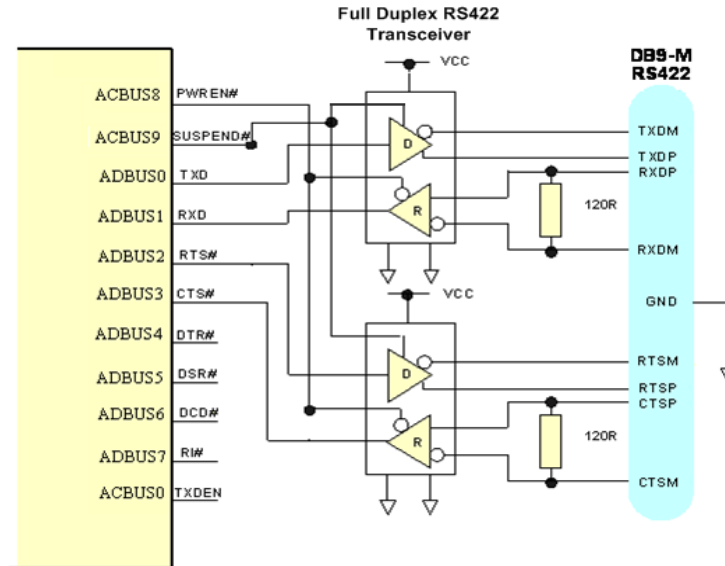 Full Duplex RS422
Transceiver
DB9-M
RS422
VCC
ACBUS8 PWREN#
ACBUS9 SUSPEND#
ADBUS0 TXD
ADBUS1 RXD
ADBUS2 RTS#
ADBUS3 CTS#
ADBUS4 DTR#
ADBUS5 DSR#
ADBUS6 DCD#
ADBUS7 RI#
ACBUS0 TXDEN
D
R
TXDM
TXDP
RXDP
120R
RXDM
GND
VCC
D
R
RTSM
RTSP
CTSP
120R
CTSM